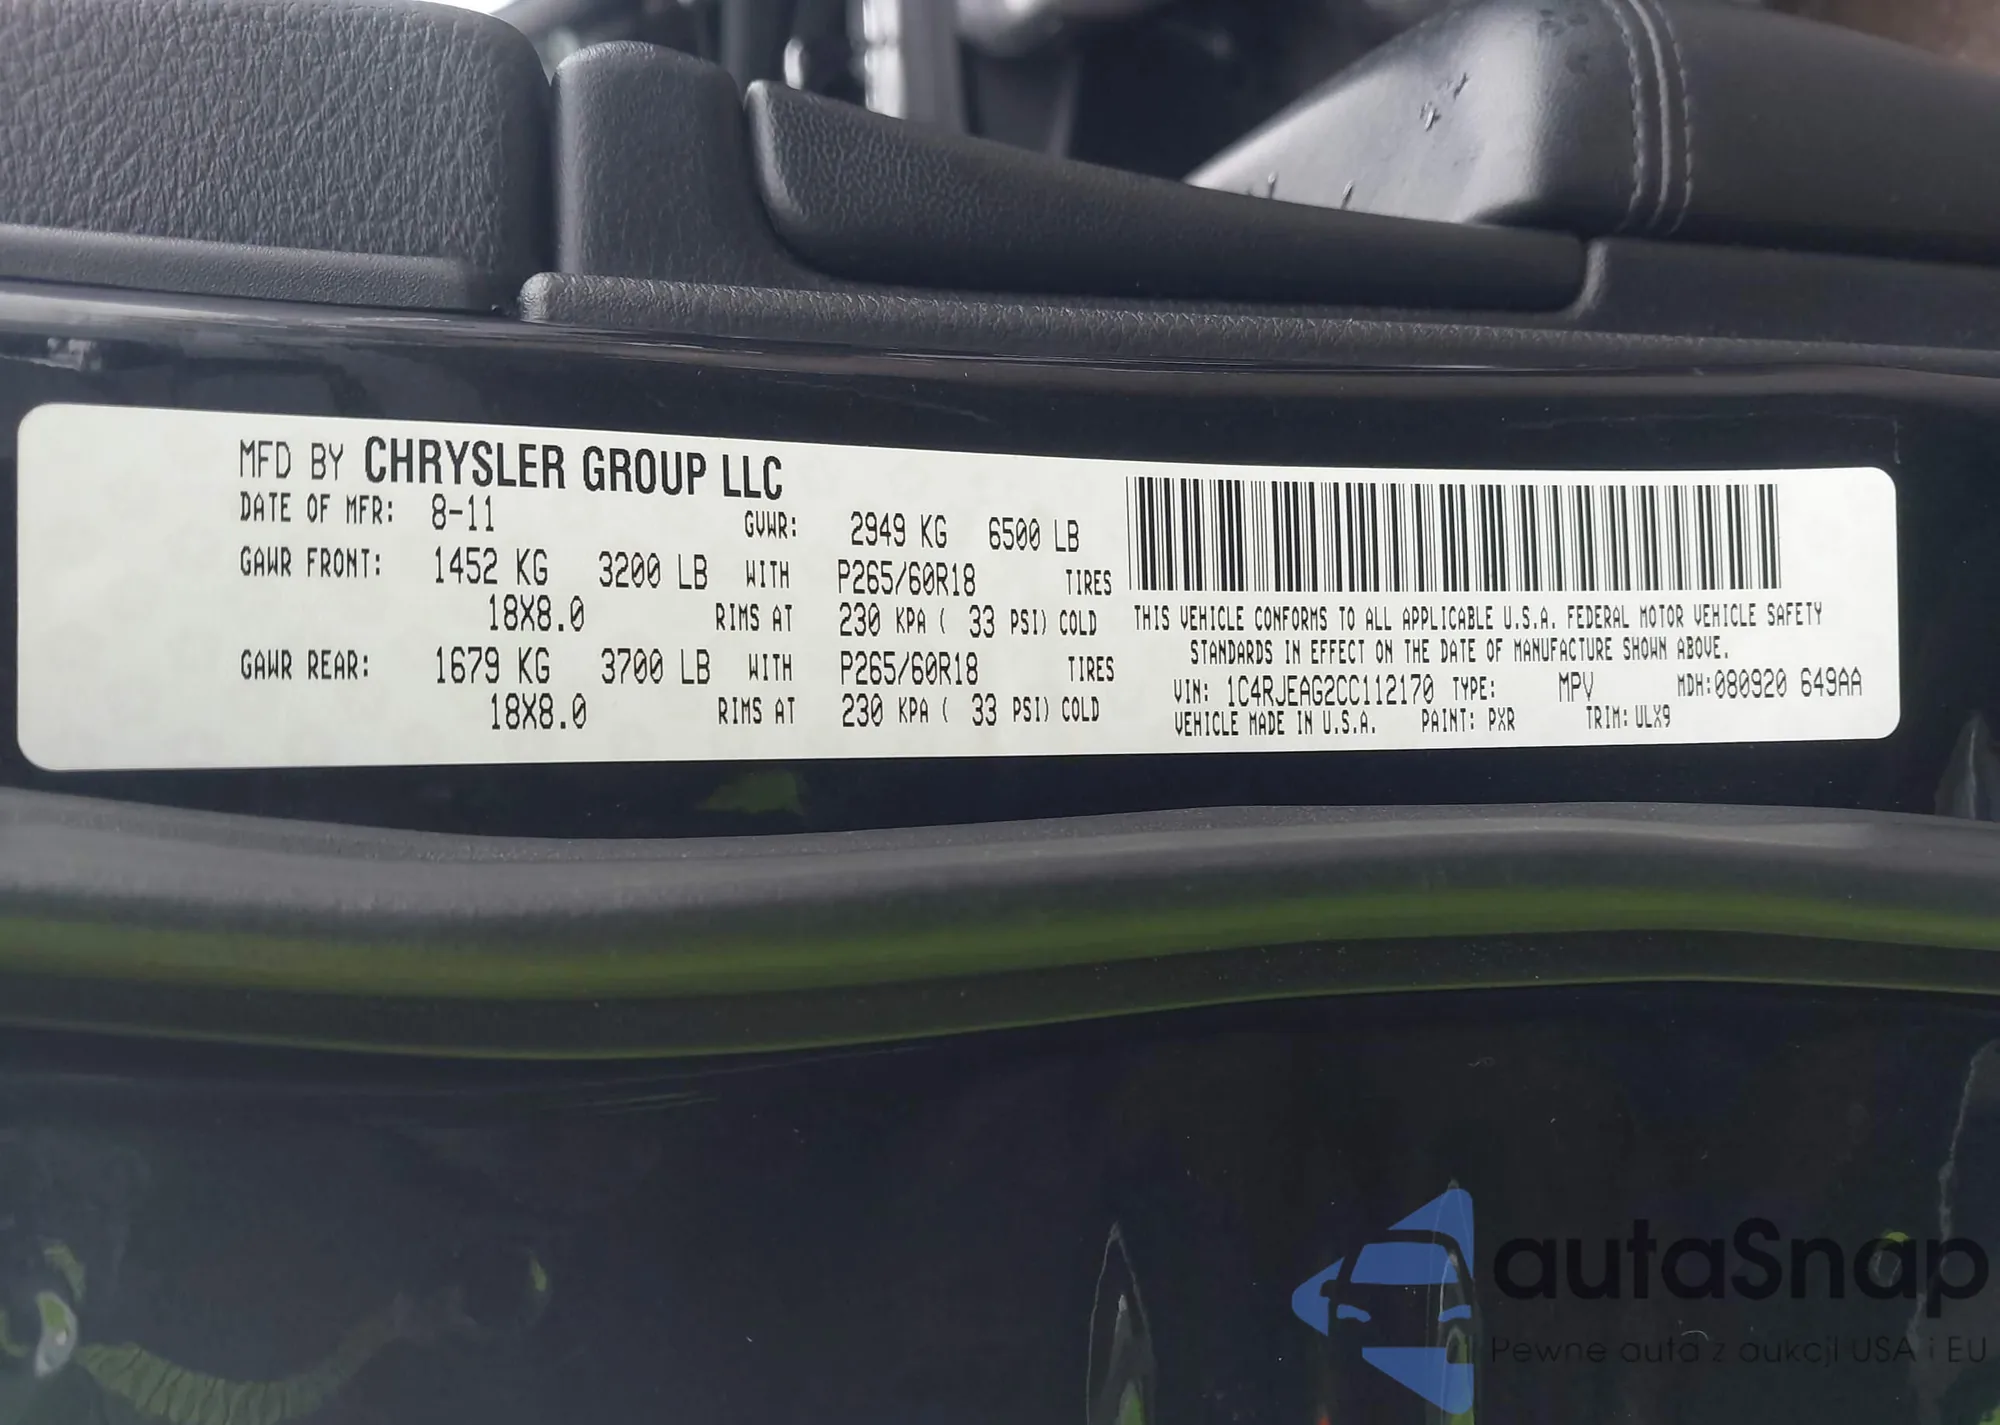 MFD BY CHRYSLER GROUP LLC
DATE OF MFR: 8-11 GVWR: 2949 KG 6500 LB
GAWR FRONT: 1452 KG 3200 LB WITH P265/60R18 TIRES
18X8.0 RIMS AT 230 KPA ( 33 PSI) COLD
GAWR REAR: 1679 KG 3700 LB WITH P265/60R18 TIRES
18X8.0 RIMS AT 230 KPA ( 33 PSI) COLD
THIS VEHICLE CONFORMS TO ALL APPLICABLE U.S.A. FEDERAL MOTOR VEHICLE SAFETY
STANDARDS IN EFFECT ON THE DATE OF MANUFACTURE SHOWN ABOVE.
VIN: 1C4RJEAG2CC112170 TYPE: MPV MDH:080920 649AA
VEHICLE MADE IN U.S.A. PAINT: PXR TRIM: ULX9
autaSnap
Pewne auta z aukcji USA i EU